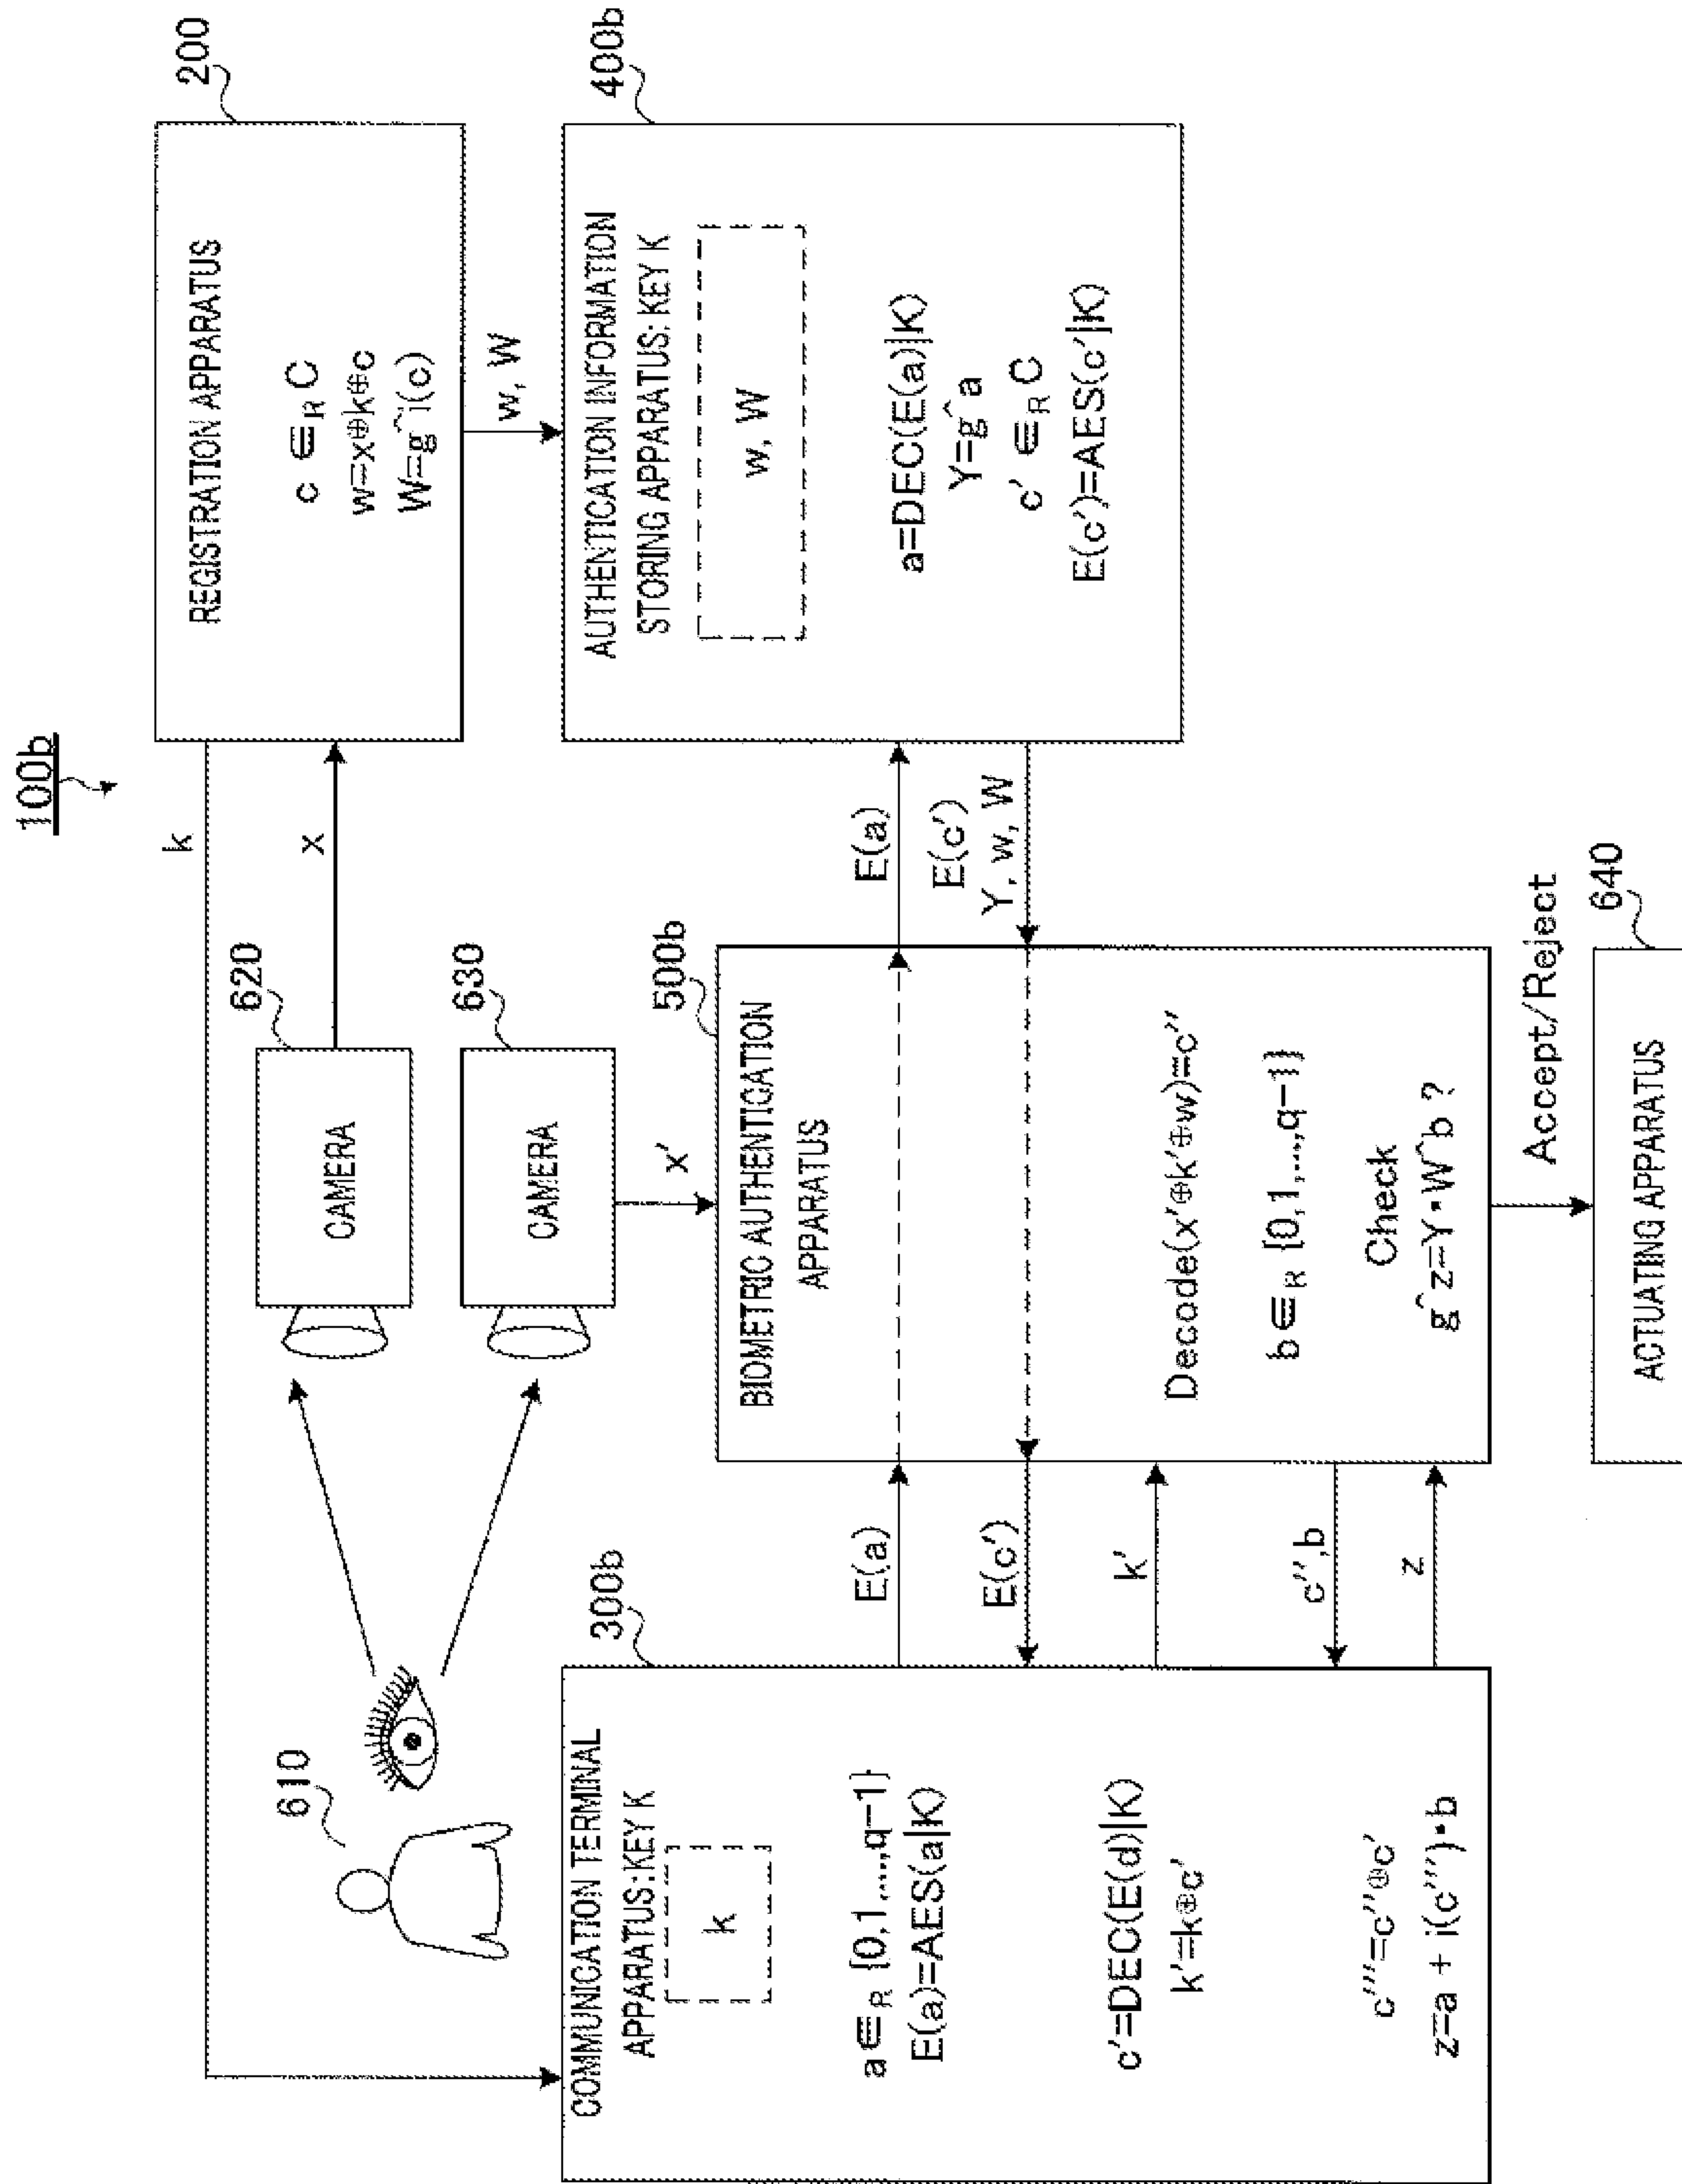 100b
200
REGISTRATION APPARATUS
c ∈R C
w=x⊕k⊕c
W=g^i(c)
k
x
w, W
400b
AUTHENTICATION INFORMATION
STORING APPARATUS: KEY K
w, W
a=DEC(E(a)|K)
Y=g^a
c' ∈R C
E(c')=AES(c'|K)
610
620
CAMERA
630
CAMERA
x'
E(a)
E(c')
Y, w, W
500b
BIOMETRIC AUTHENTIGATION
APPARATUS
Decode(x'⊕k'⊕w)=c''
b∈R {0,1,...,q-1}
Check
g^z=Y•W^b ?
300b
COMMUNICATION TERMINAL
APPARATUS:KEY K
k
a∈R {0,1,...,q-1}
E(a)=AES(a|K)
c'=DEC(E(d)|K)
k'=k⊕c'
c'''=c''⊕c'
z=a + i(c''')•b
E(a)
E(c')
k'
c'',b
z
Accept/Reject
640
ACTUATING APPARATUS